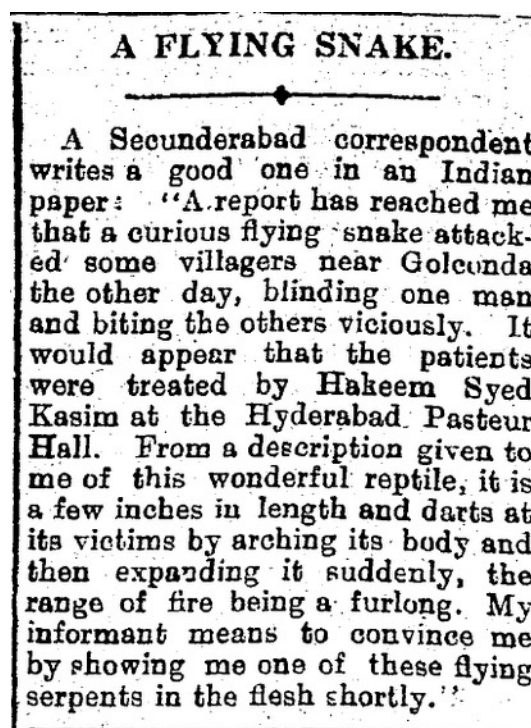 A FLYING SNAKE.
A Secunderabad correspondent
writes a good one in an Indian
paper: "A report has reached me
that a curious flying snake attack-
ed some villagers near Golconda
the other day, blinding one man
and biting the others viciously. It
would appear that the patients
were treated by Hakeem Syed
Kasim at the Hyderabad Pasteur
Hall. From a description given to
me of this wonderful reptile, it is
a few inches in length and darts at
its victims by arching its body and
then expanding it suddenly, the
range of fire being a furlong. My
informant means to convince me
by showing me one of these flying
serpents in the flesh shortly."